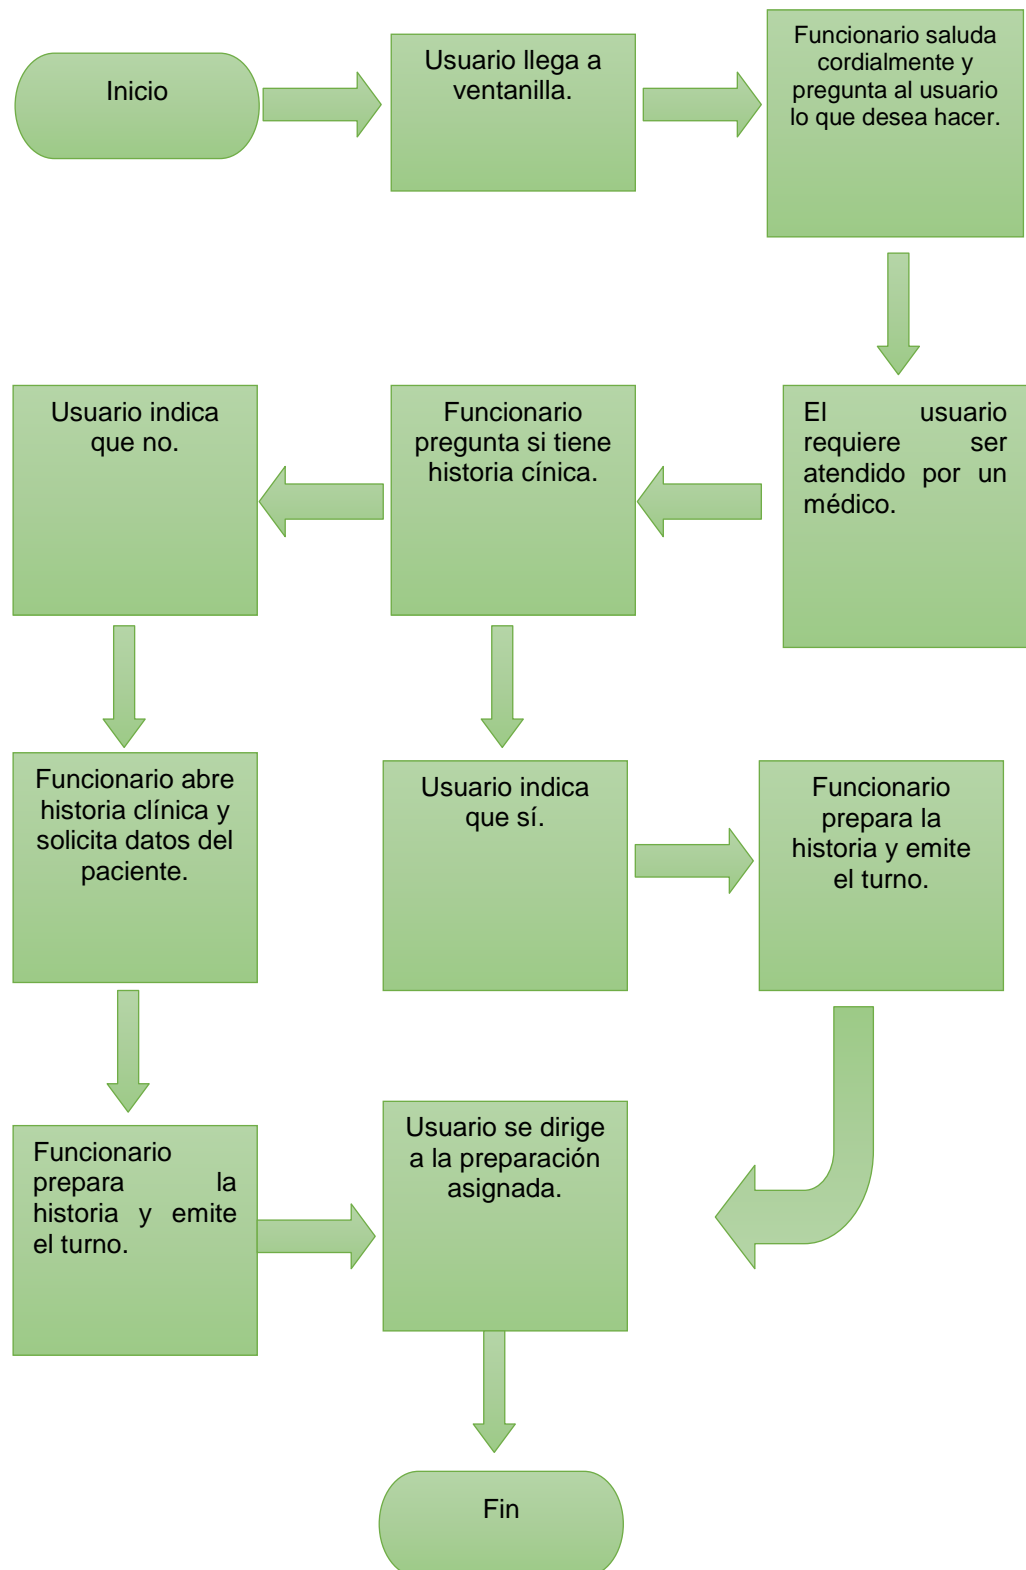 Inicio
Usuario llega a
ventanilla.
Funcionario saluda
cordialmente y
pregunta al usuario
lo que desea hacer.
El usuario
requiere ser
atendido por un
médico.
Funcionario
pregunta si tiene
historia cínica.
Usuario indica
que no.
Funcionario abre
historia clínica y
solicita datos del
paciente.
Usuario indica
que sí.
Funcionario
prepara la
historia y emite
el turno.
Funcionario
prepara la
historia y emite
el turno.
Usuario se dirige
a la preparación
asignada.
Fin